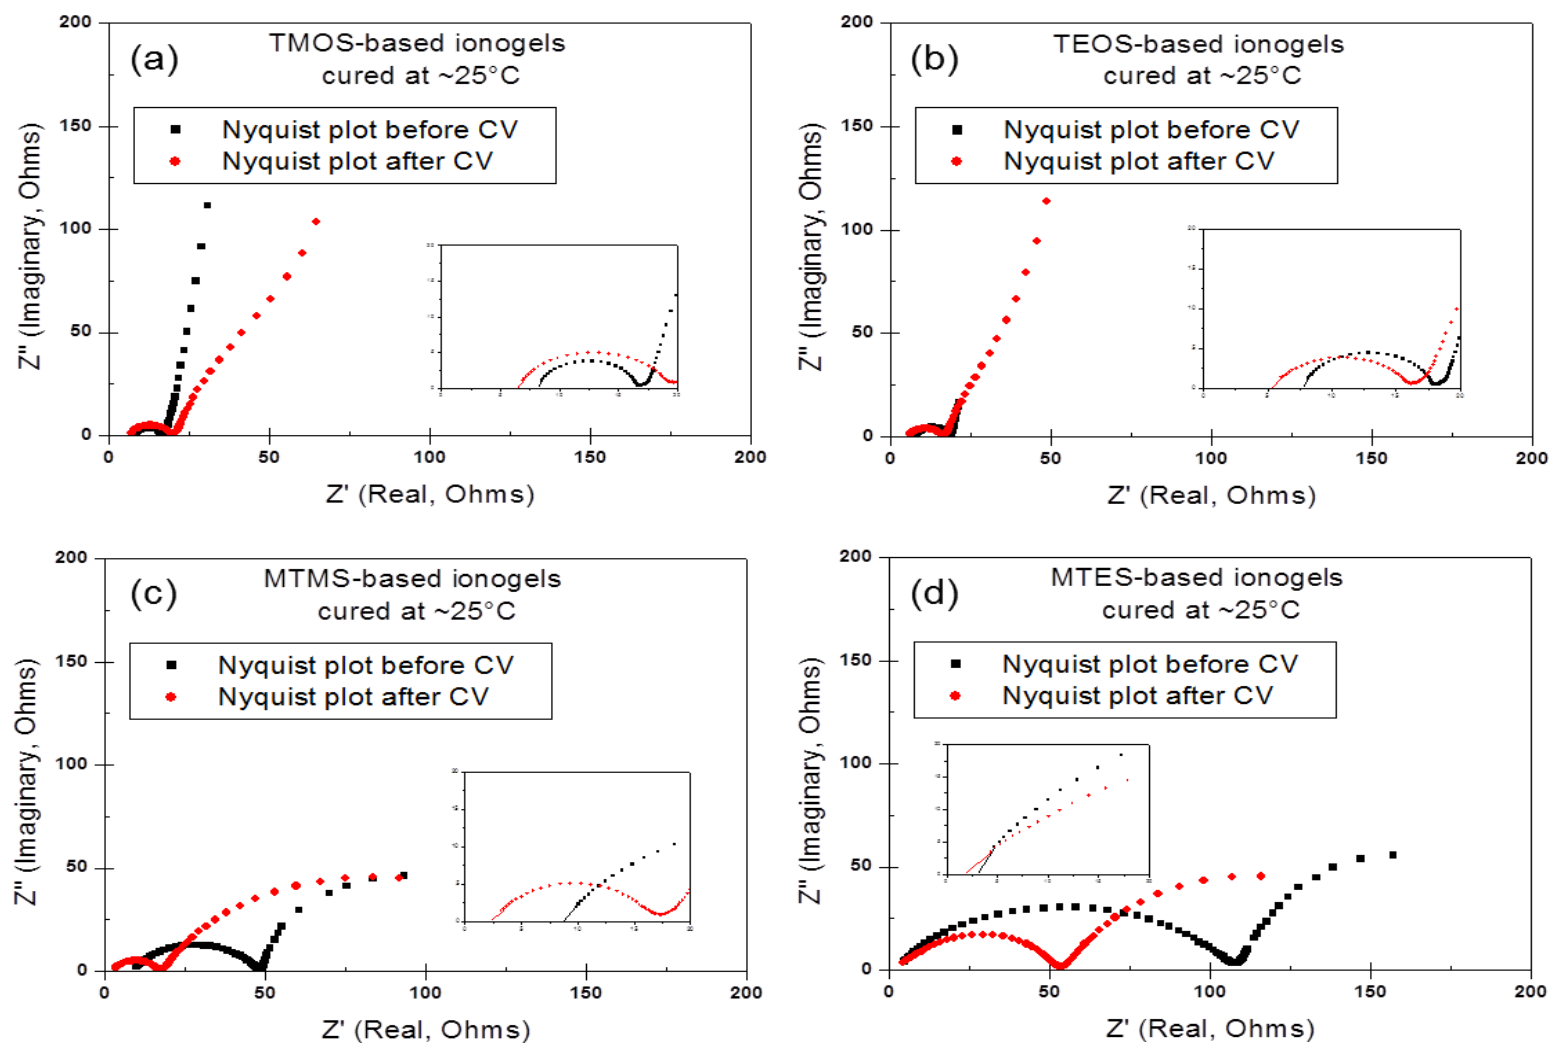 200
(a)
TMOS-based ionogels
cured at ~25°C
150
Nyquist plot before CV
Nyquist plot after CV
Z" (Imaginary, Ohms)
100
50
0
0
50
100
150
200
Z' (Real, Ohms)
200
(b)
TEOS-based ionogels
cured at ~25°C
150
Nyquist plot before CV
Nyquist plot after CV
Z" (Imaginary, Ohms)
100
50
0
0
50
100
150
200
Z' (Real, Ohms)
200
(c)
MTMS-based ionogels
cured at ~25°C
150
Nyquist plot before CV
Nyquist plot after CV
Z" (Imaginary, Ohms)
100
50
0
0
50
100
150
200
Z' (Real, Ohms)
200
(d)
MTES-based ionogels
cured at ~25°C
150
Nyquist plot before CV
Nyquist plot after CV
Z" (Imaginary, Ohms)
100
50
0
0
50
100
150
200
Z' (Real, Ohms)